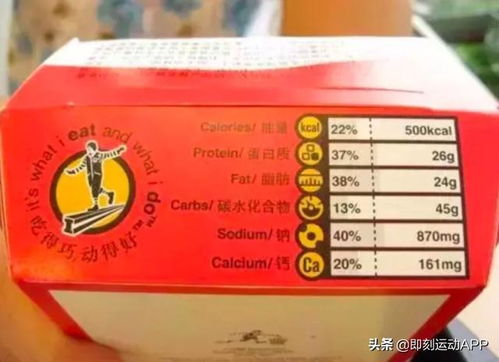 it's what i eat and what i do™
吃得巧,动得好
Calories/ 能量 kcal 22% 500kcal
Protein/ 蛋白质 37% 26g
Fat/ 脂肪 38% 24g
Carbs/ 碳水化合物 13% 45g
Sodium/ 钠 40% 870mg
Calcium/ 钙 Ca 20% 161mg
头条 @即刻运动APP